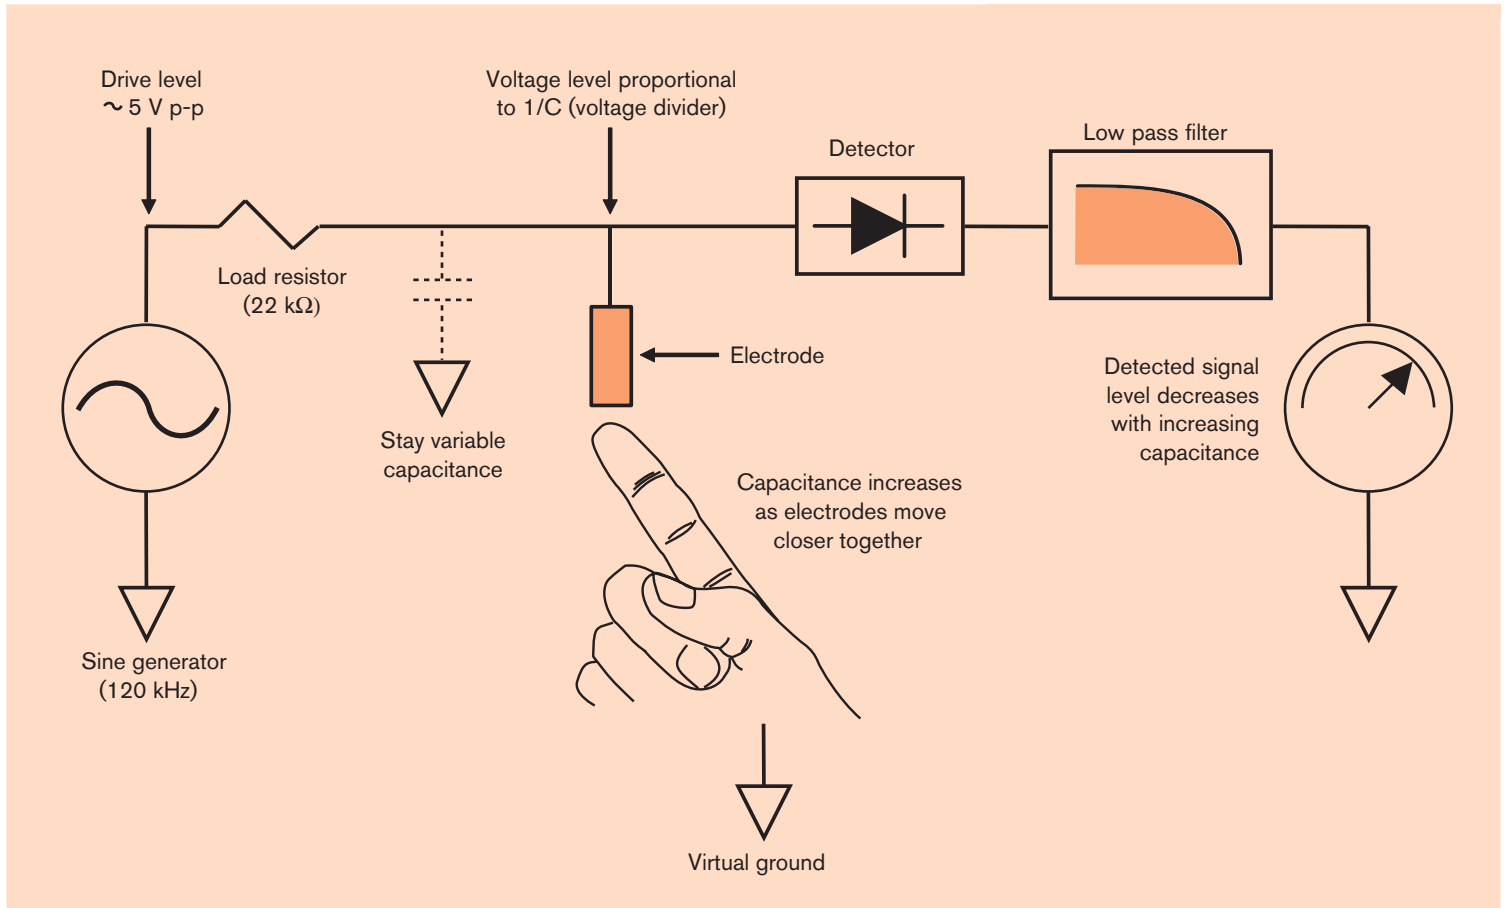 Drive level
~ 5 V p-p
Voltage level proportional
to 1/C (voltage divider)
Detector
Low pass filter
Load resistor
(22 kΩ)
Electrode
Stay variable
capacitance
Detected signal
level decreases
with increasing
capacitance
Capacitance increases
as electrodes move
closer together
Sine generator
(120 kHz)
Virtual ground